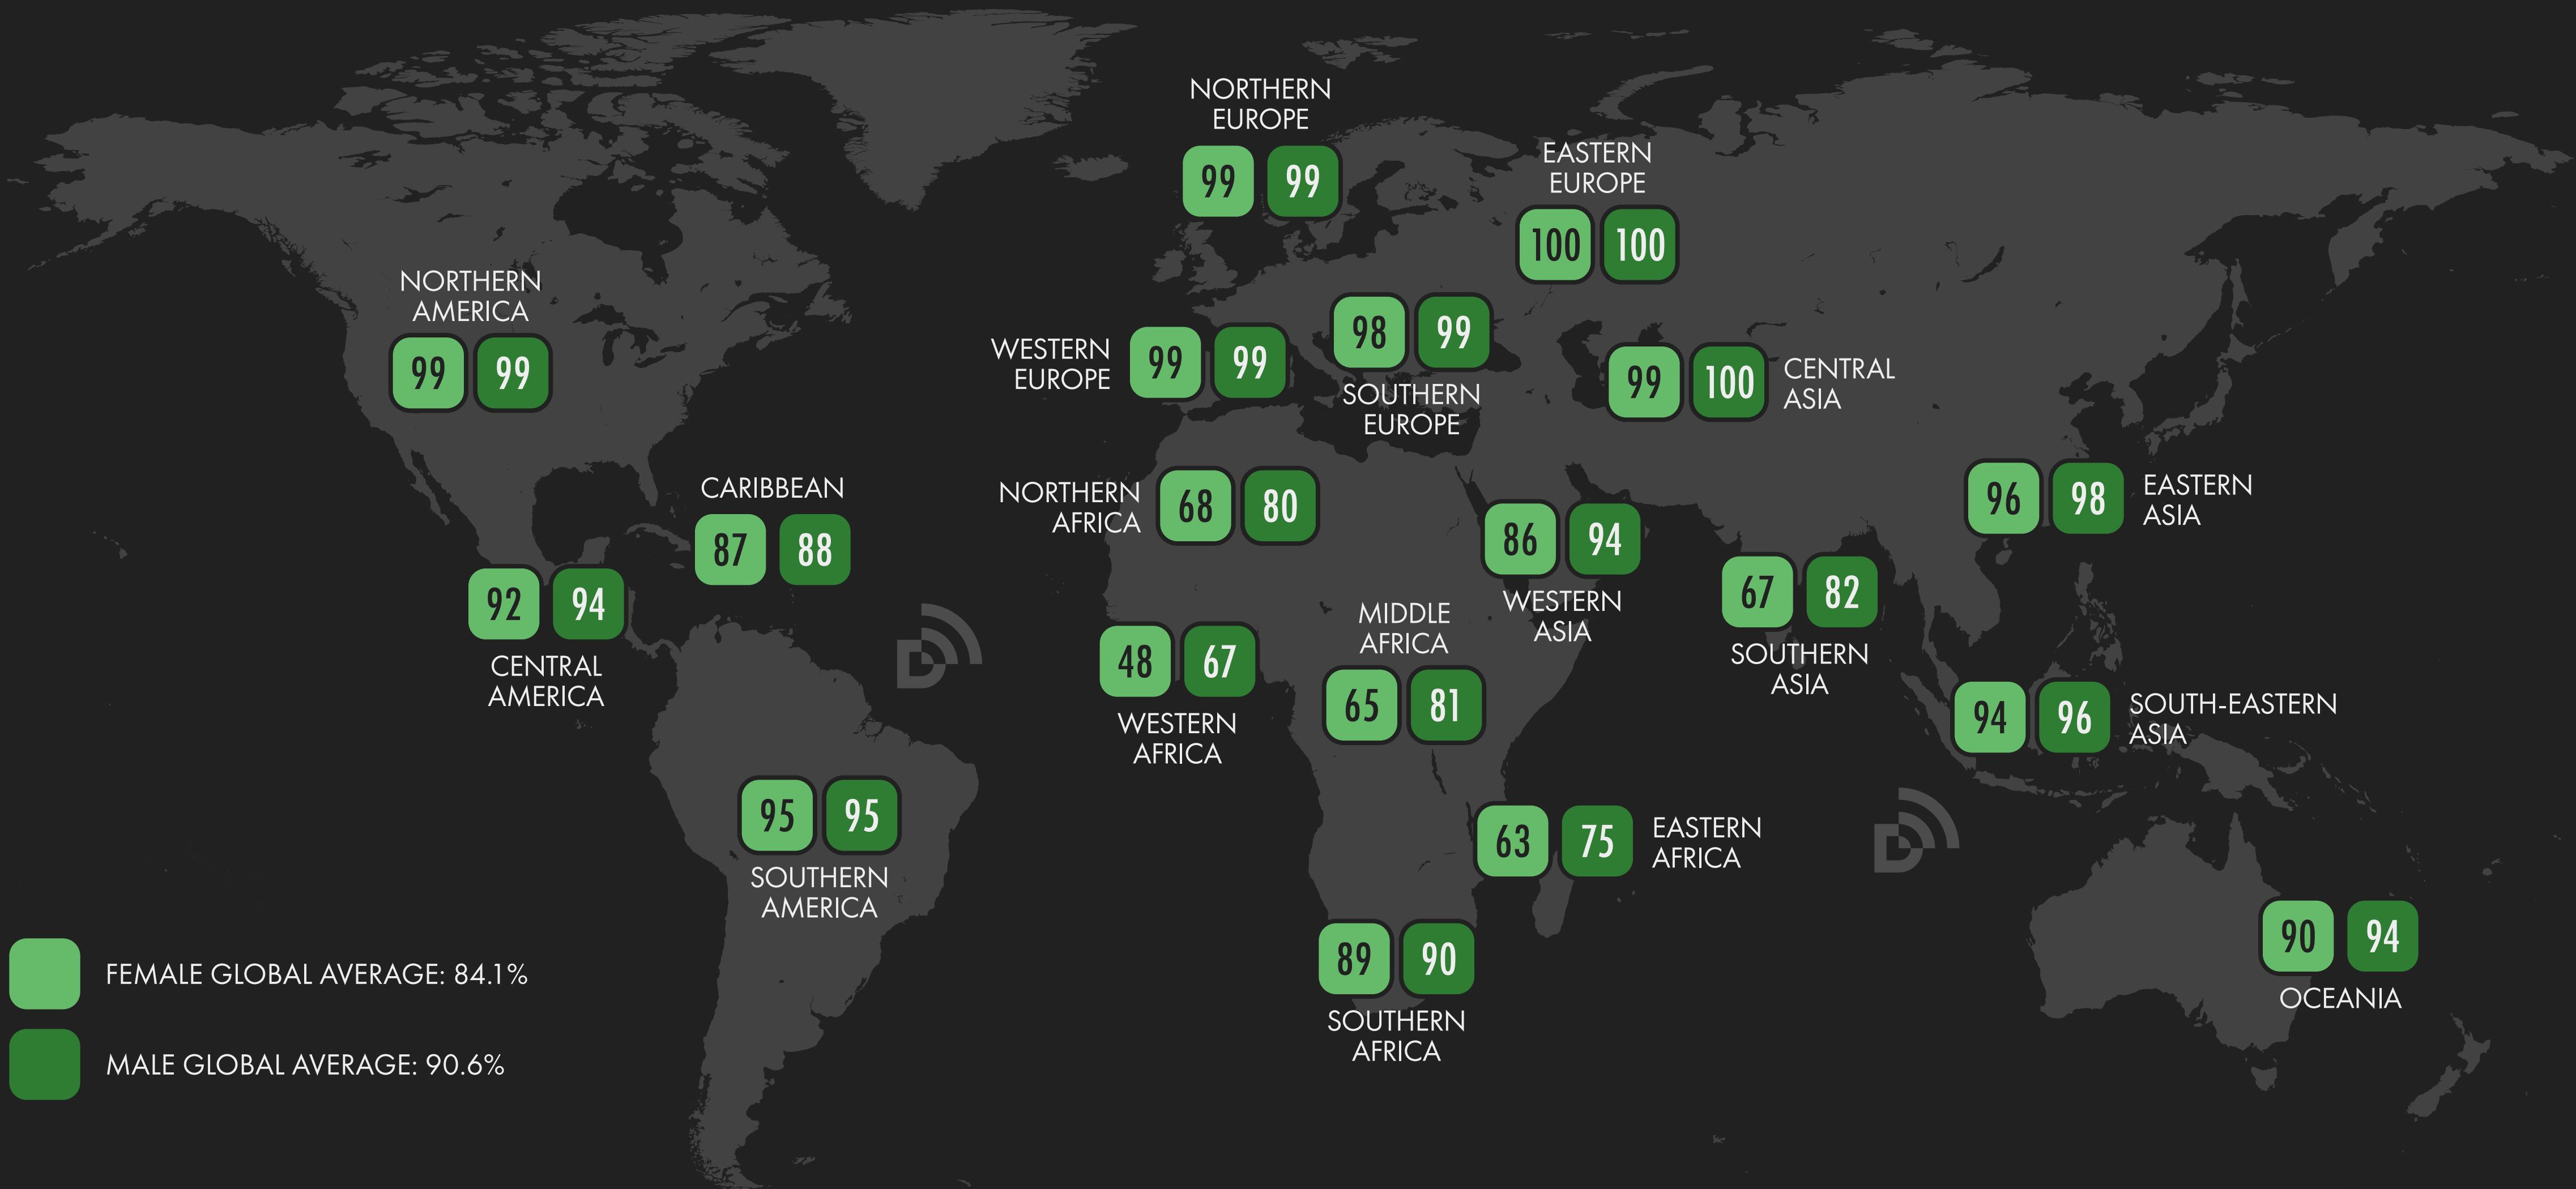 NORTHERN
EUROPE
99 99
EASTERN
EUROPE
100 100
NORTHERN
AMERICA
99 99
WESTERN
EUROPE
99 99
98 99
SOUTHERN
EUROPE
99 100
CENTRAL
ASIA
CARIBBEAN
87 88
NORTHERN
AFRICA
68 80
86 94
WESTERN
ASIA
96 98
EASTERN
ASIA
92 94
CENTRAL
AMERICA
67 82
SOUTHERN
ASIA
48 67
WESTERN
AFRICA
MIDDLE
AFRICA
65 81
94 96
SOUTH-EASTERN
ASIA
95 95
SOUTHERN
AMERICA
63 75
EASTERN
AFRICA
89 90
SOUTHERN
AFRICA
90 94
OCEANIA
FEMALE GLOBAL AVERAGE: 84.1%
MALE GLOBAL AVERAGE: 90.6%